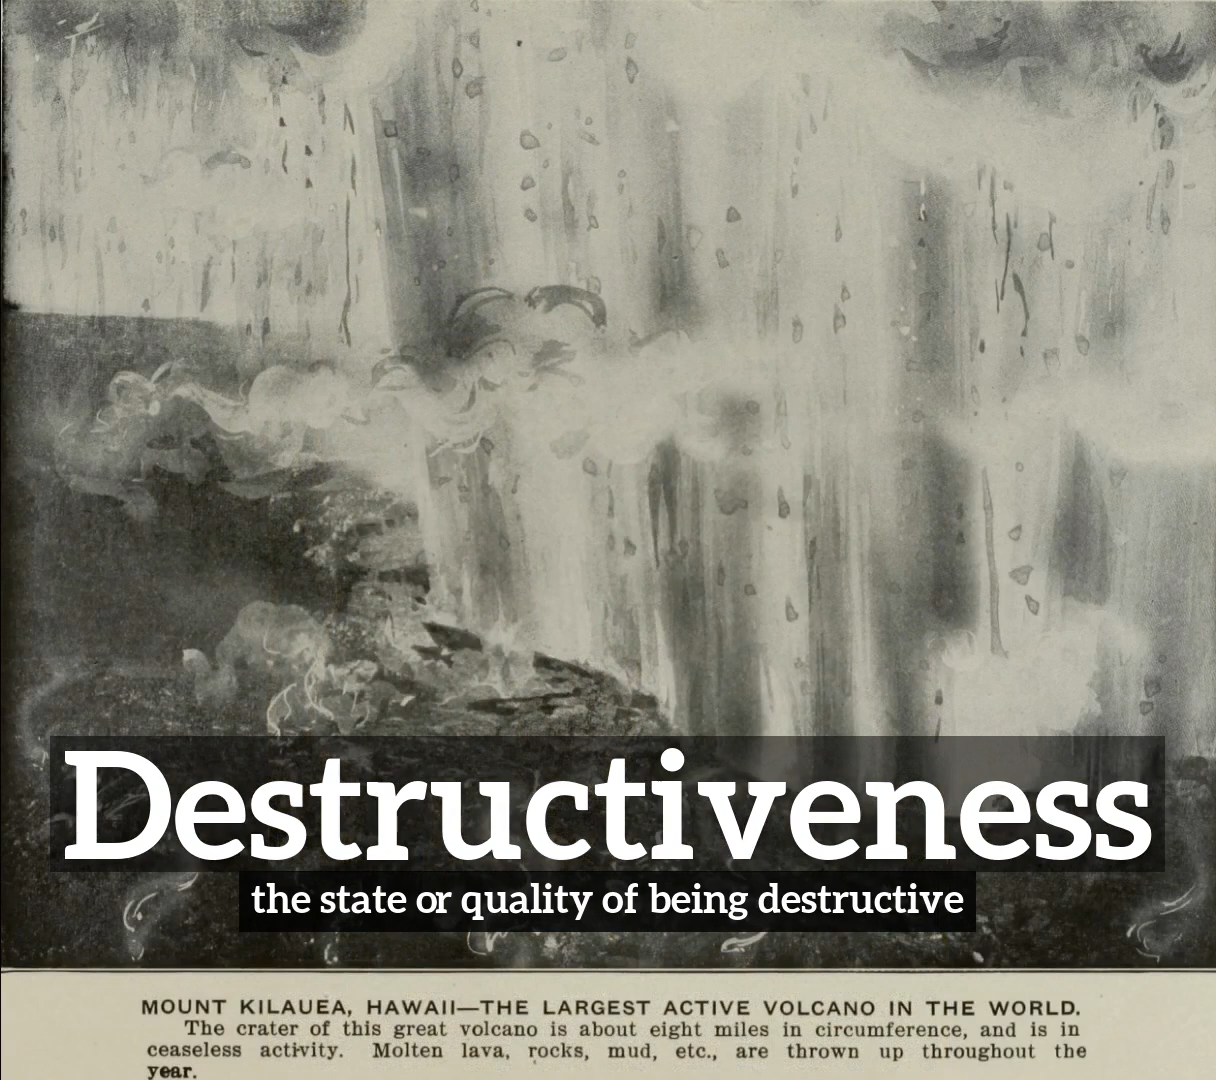 Destructiveness
the state or quality of being destructive
MOUNT KILAUEA, HAWAII—THE LARGEST ACTIVE VOLCANO IN THE WORLD.
The crater of this great volcano is about eight miles in circumference, and is in
ceaseless activity. Molten lava, rocks, mud, etc., are thrown up throughout the
year.